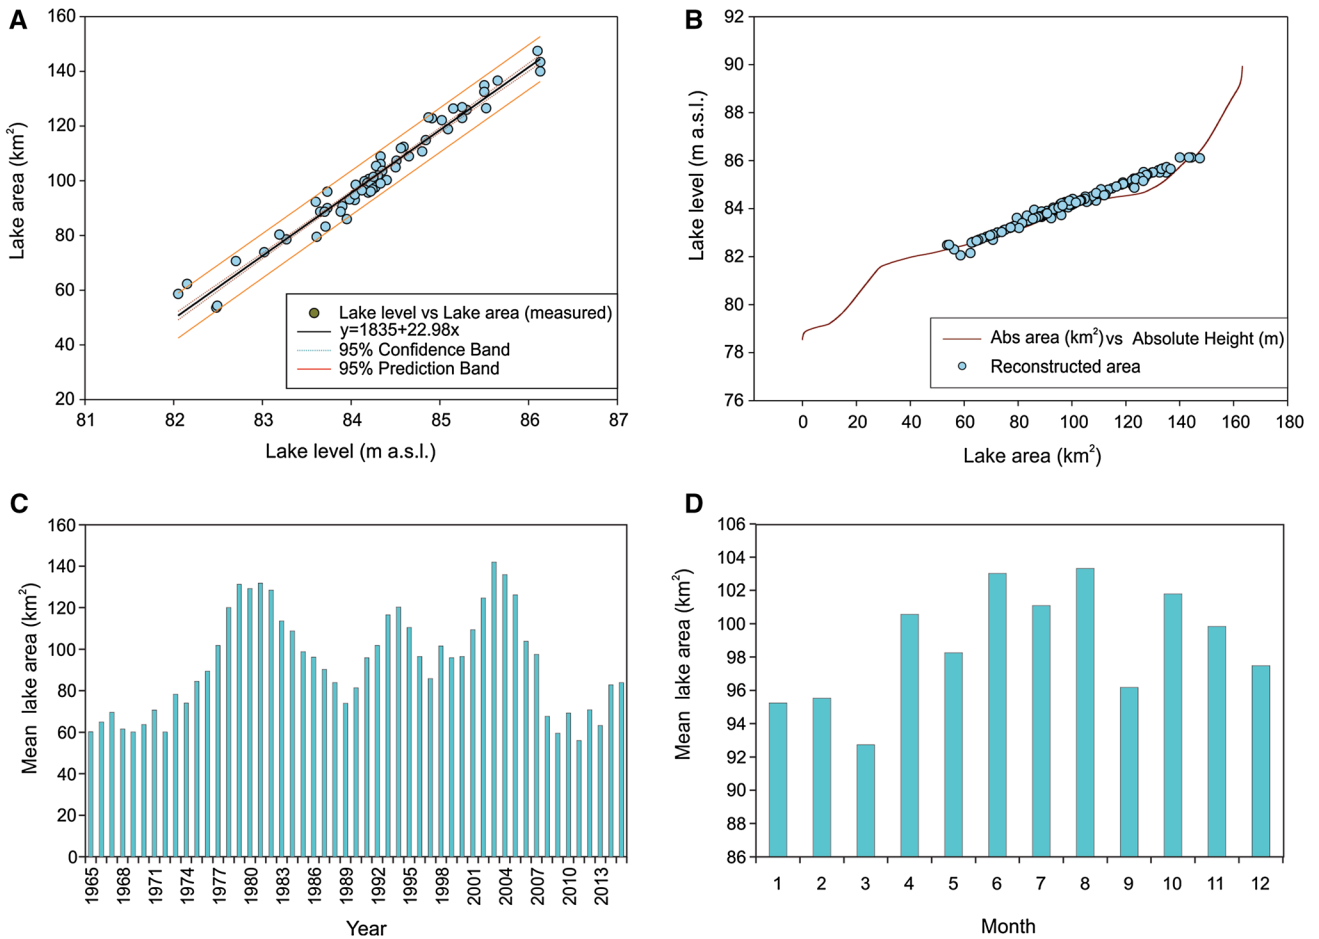 A
160
140
120
100
80
60
40
20
81 82 83 84 85 86 87
Lake area (km²)
Lake level (m a.s.l.)
Lake level vs Lake area (measured)
y=1835+22.98x
95% Confidence Band
95% Prediction Band
B
92
90
88
86
84
82
80
78
76
0 20 40 60 80 100 120 140 160 180
Lake level (m a.s.l.)
Lake area (km²)
Abs area (km²) vs Absolute Height (m)
Reconstructed area
C
160
140
120
100
80
60
40
20
0
1965 1968 1971 1974 1977 1980 1983 1986 1989 1992 1995 1998 2001 2004 2007 2010 2013
Mean lake area (km²)
Year
D
106
104
102
100
98
96
94
92
90
88
86
1 2 3 4 5 6 7 8 9 10 11 12
Mean lake area (km²)
Month